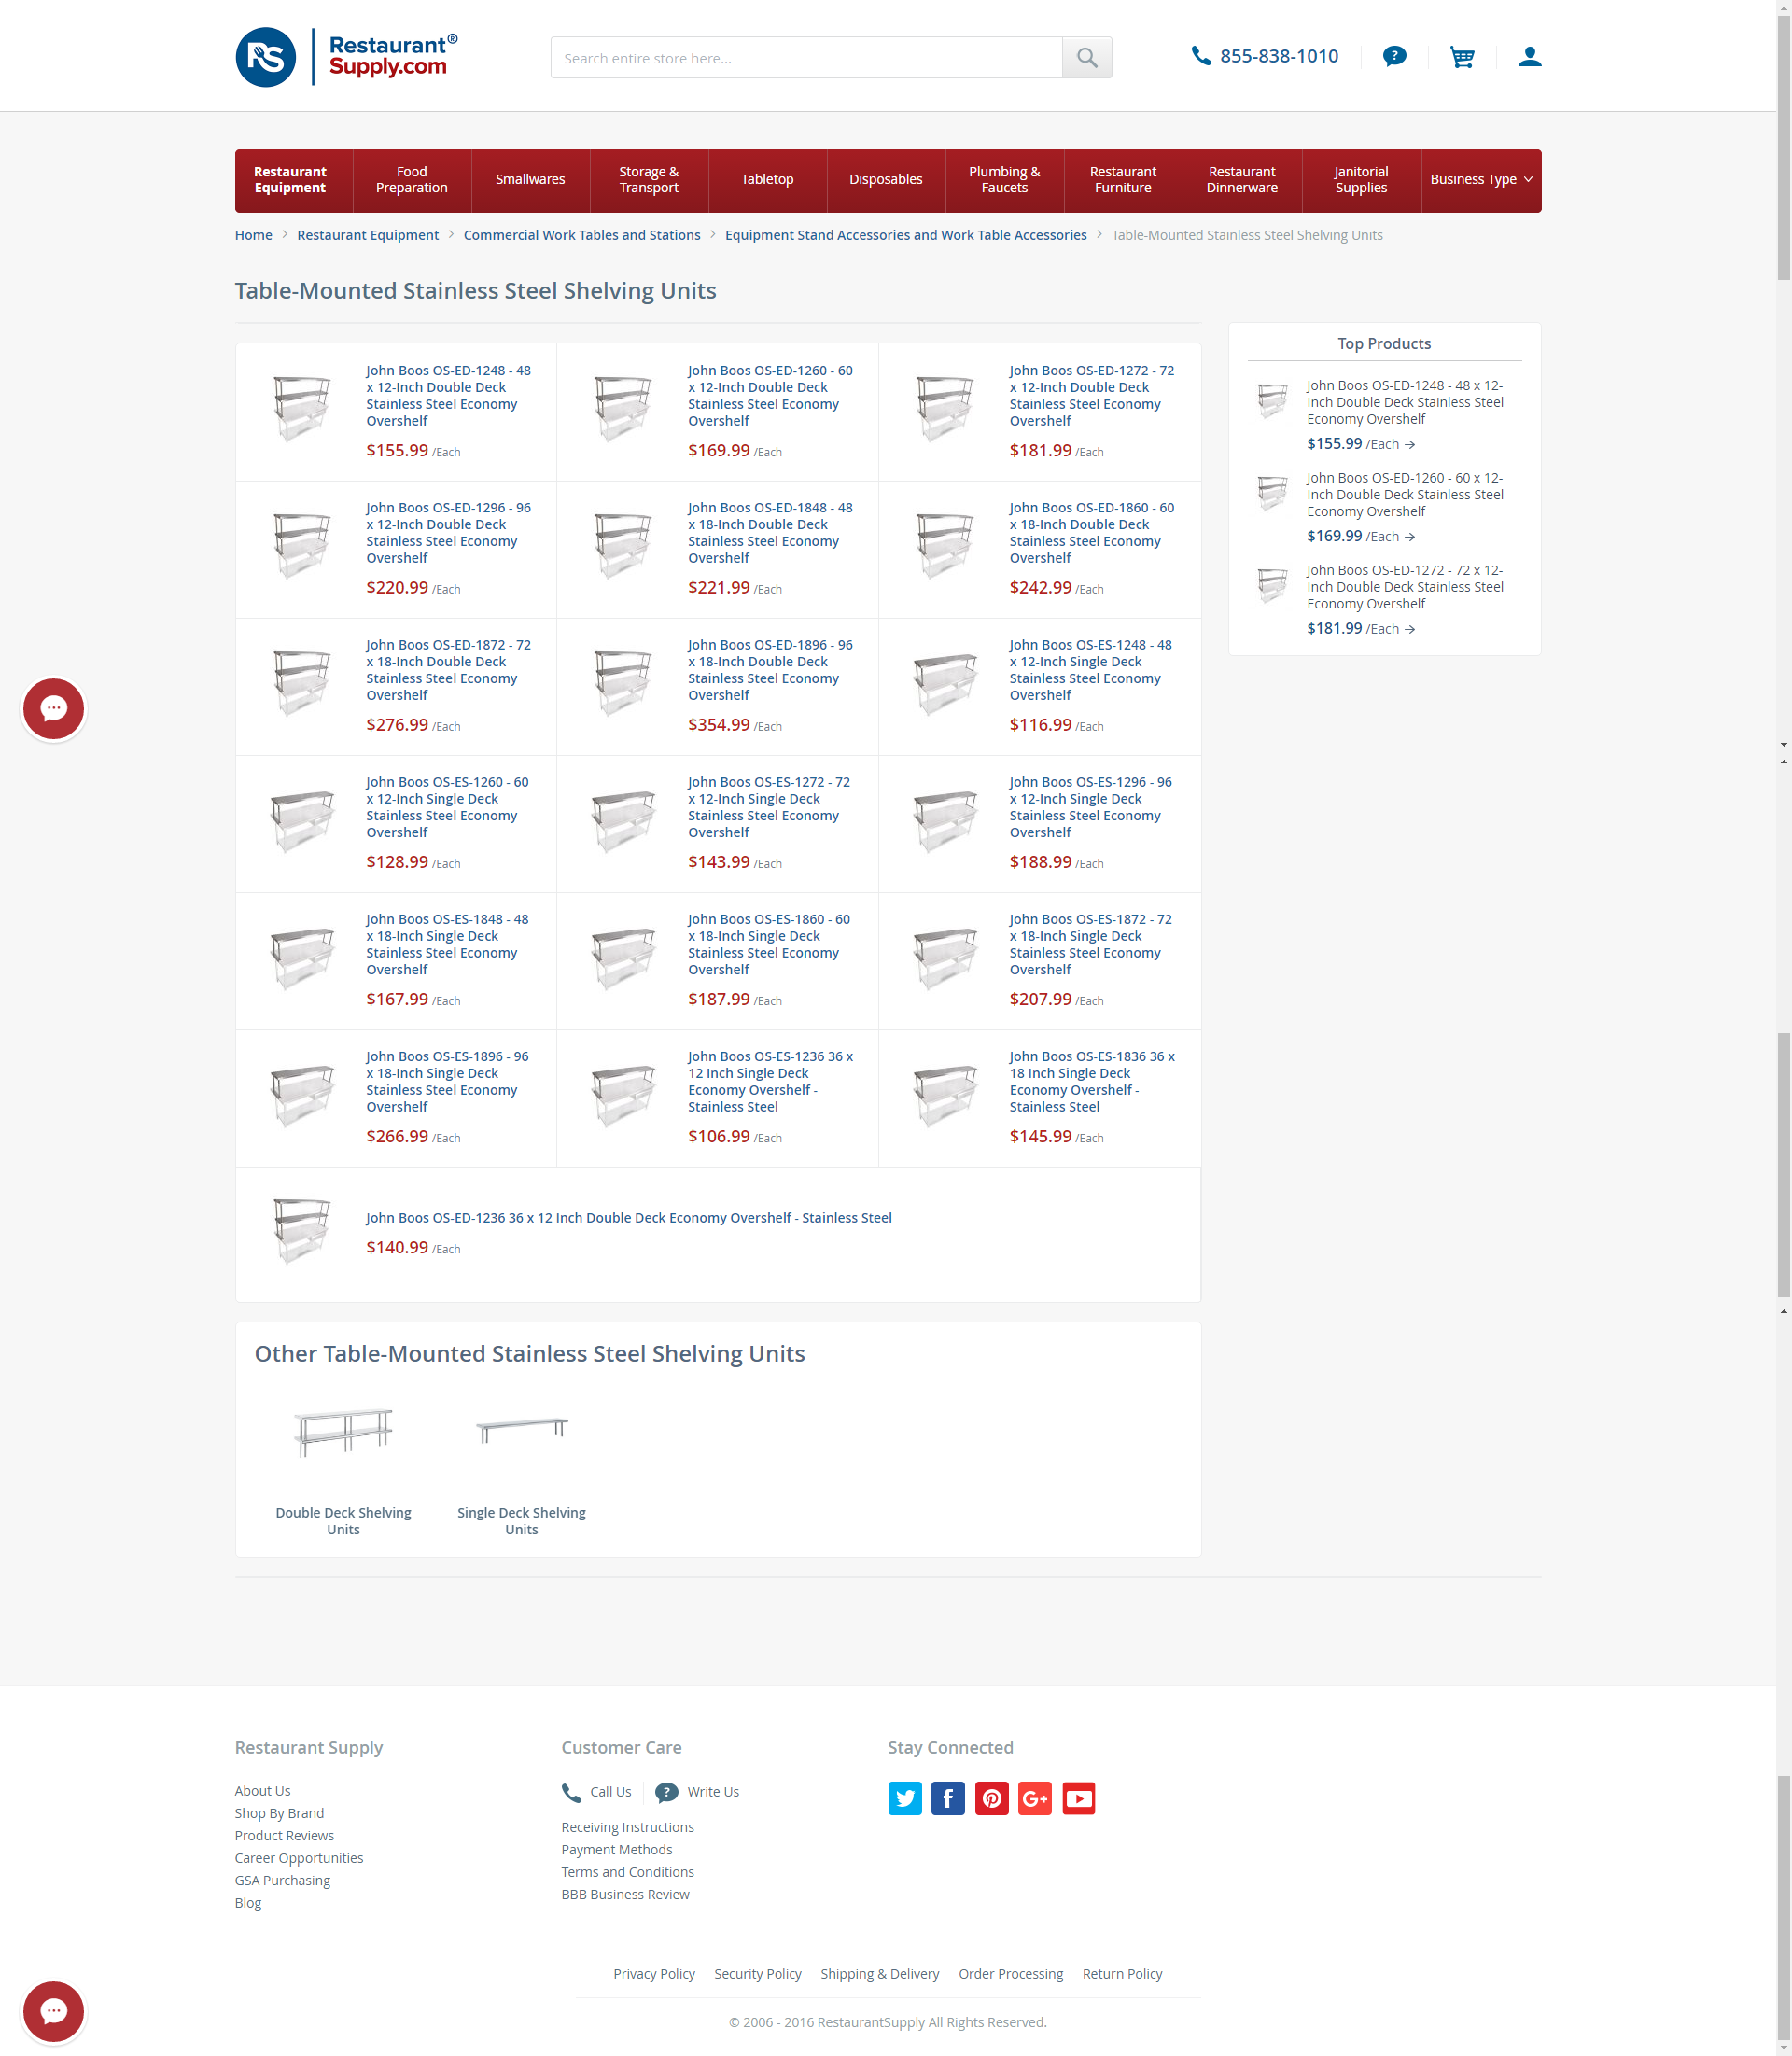 RS
Restaurant®
Supply.com
Search entire store here...
855-838-1010
Restaurant
Equipment
Food
Preparation
Smallwares
Storage &
Transport
Tabletop
Disposables
Plumbing &
Faucets
Restaurant
Furniture
Restaurant
Dinnerware
Janitorial
Supplies
Business Type
Home > Restaurant Equipment > Commercial Work Tables and Stations > Equipment Stand Accessories and Work Table Accessories > Table-Mounted Stainless Steel Shelving Units
Table-Mounted Stainless Steel Shelving Units
John Boos OS-ED-1248 - 48
x 12-Inch Double Deck
Stainless Steel Economy
Overshelf
$155.99 /Each
John Boos OS-ED-1260 - 60
x 12-Inch Double Deck
Stainless Steel Economy
Overshelf
$169.99 /Each
John Boos OS-ED-1272 - 72
x 12-Inch Double Deck
Stainless Steel Economy
Overshelf
$181.99 /Each
John Boos OS-ED-1296 - 96
x 12-Inch Double Deck
Stainless Steel Economy
Overshelf
$220.99 /Each
John Boos OS-ED-1848 - 48
x 18-Inch Double Deck
Stainless Steel Economy
Overshelf
$221.99 /Each
John Boos OS-ED-1860 - 60
x 18-Inch Double Deck
Stainless Steel Economy
Overshelf
$242.99 /Each
John Boos OS-ED-1872 - 72
x 18-Inch Double Deck
Stainless Steel Economy
Overshelf
$276.99 /Each
John Boos OS-ED-1896 - 96
x 18-Inch Double Deck
Stainless Steel Economy
Overshelf
$354.99 /Each
John Boos OS-ES-1248 - 48
x 12-Inch Single Deck
Stainless Steel Economy
Overshelf
$116.99 /Each
John Boos OS-ES-1260 - 60
x 12-Inch Single Deck
Stainless Steel Economy
Overshelf
$128.99 /Each
John Boos OS-ES-1272 - 72
x 12-Inch Single Deck
Stainless Steel Economy
Overshelf
$143.99 /Each
John Boos OS-ES-1296 - 96
x 12-Inch Single Deck
Stainless Steel Economy
Overshelf
$188.99 /Each
John Boos OS-ES-1848 - 48
x 18-Inch Single Deck
Stainless Steel Economy
Overshelf
$167.99 /Each
John Boos OS-ES-1860 - 60
x 18-Inch Single Deck
Stainless Steel Economy
Overshelf
$187.99 /Each
John Boos OS-ES-1872 - 72
x 18-Inch Single Deck
Stainless Steel Economy
Overshelf
$207.99 /Each
John Boos OS-ES-1896 - 96
x 18-Inch Single Deck
Stainless Steel Economy
Overshelf
$266.99 /Each
John Boos OS-ES-1236 36 x
12 Inch Single Deck
Economy Overshelf -
Stainless Steel
$106.99 /Each
John Boos OS-ES-1836 36 x
18 Inch Single Deck
Economy Overshelf -
Stainless Steel
$145.99 /Each
John Boos OS-ED-1236 36 x 12 Inch Double Deck Economy Overshelf - Stainless Steel
$140.99 /Each
Top Products
John Boos OS-ED-1248 - 48 x 12-
Inch Double Deck Stainless Steel
Economy Overshelf
$155.99 /Each →
John Boos OS-ED-1260 - 60 x 12-
Inch Double Deck Stainless Steel
Economy Overshelf
$169.99 /Each →
John Boos OS-ED-1272 - 72 x 12-
Inch Double Deck Stainless Steel
Economy Overshelf
$181.99 /Each →
Other Table-Mounted Stainless Steel Shelving Units
Double Deck Shelving
Units
Single Deck Shelving
Units
Restaurant Supply
About Us
Shop By Brand
Product Reviews
Career Opportunities
GSA Purchasing
Blog
Customer Care
Call Us
Write Us
Receiving Instructions
Payment Methods
Terms and Conditions
BBB Business Review
Stay Connected
Privacy Policy Security Policy Shipping & Delivery Order Processing Return Policy
© 2006 - 2016 RestaurantSupply All Rights Reserved.